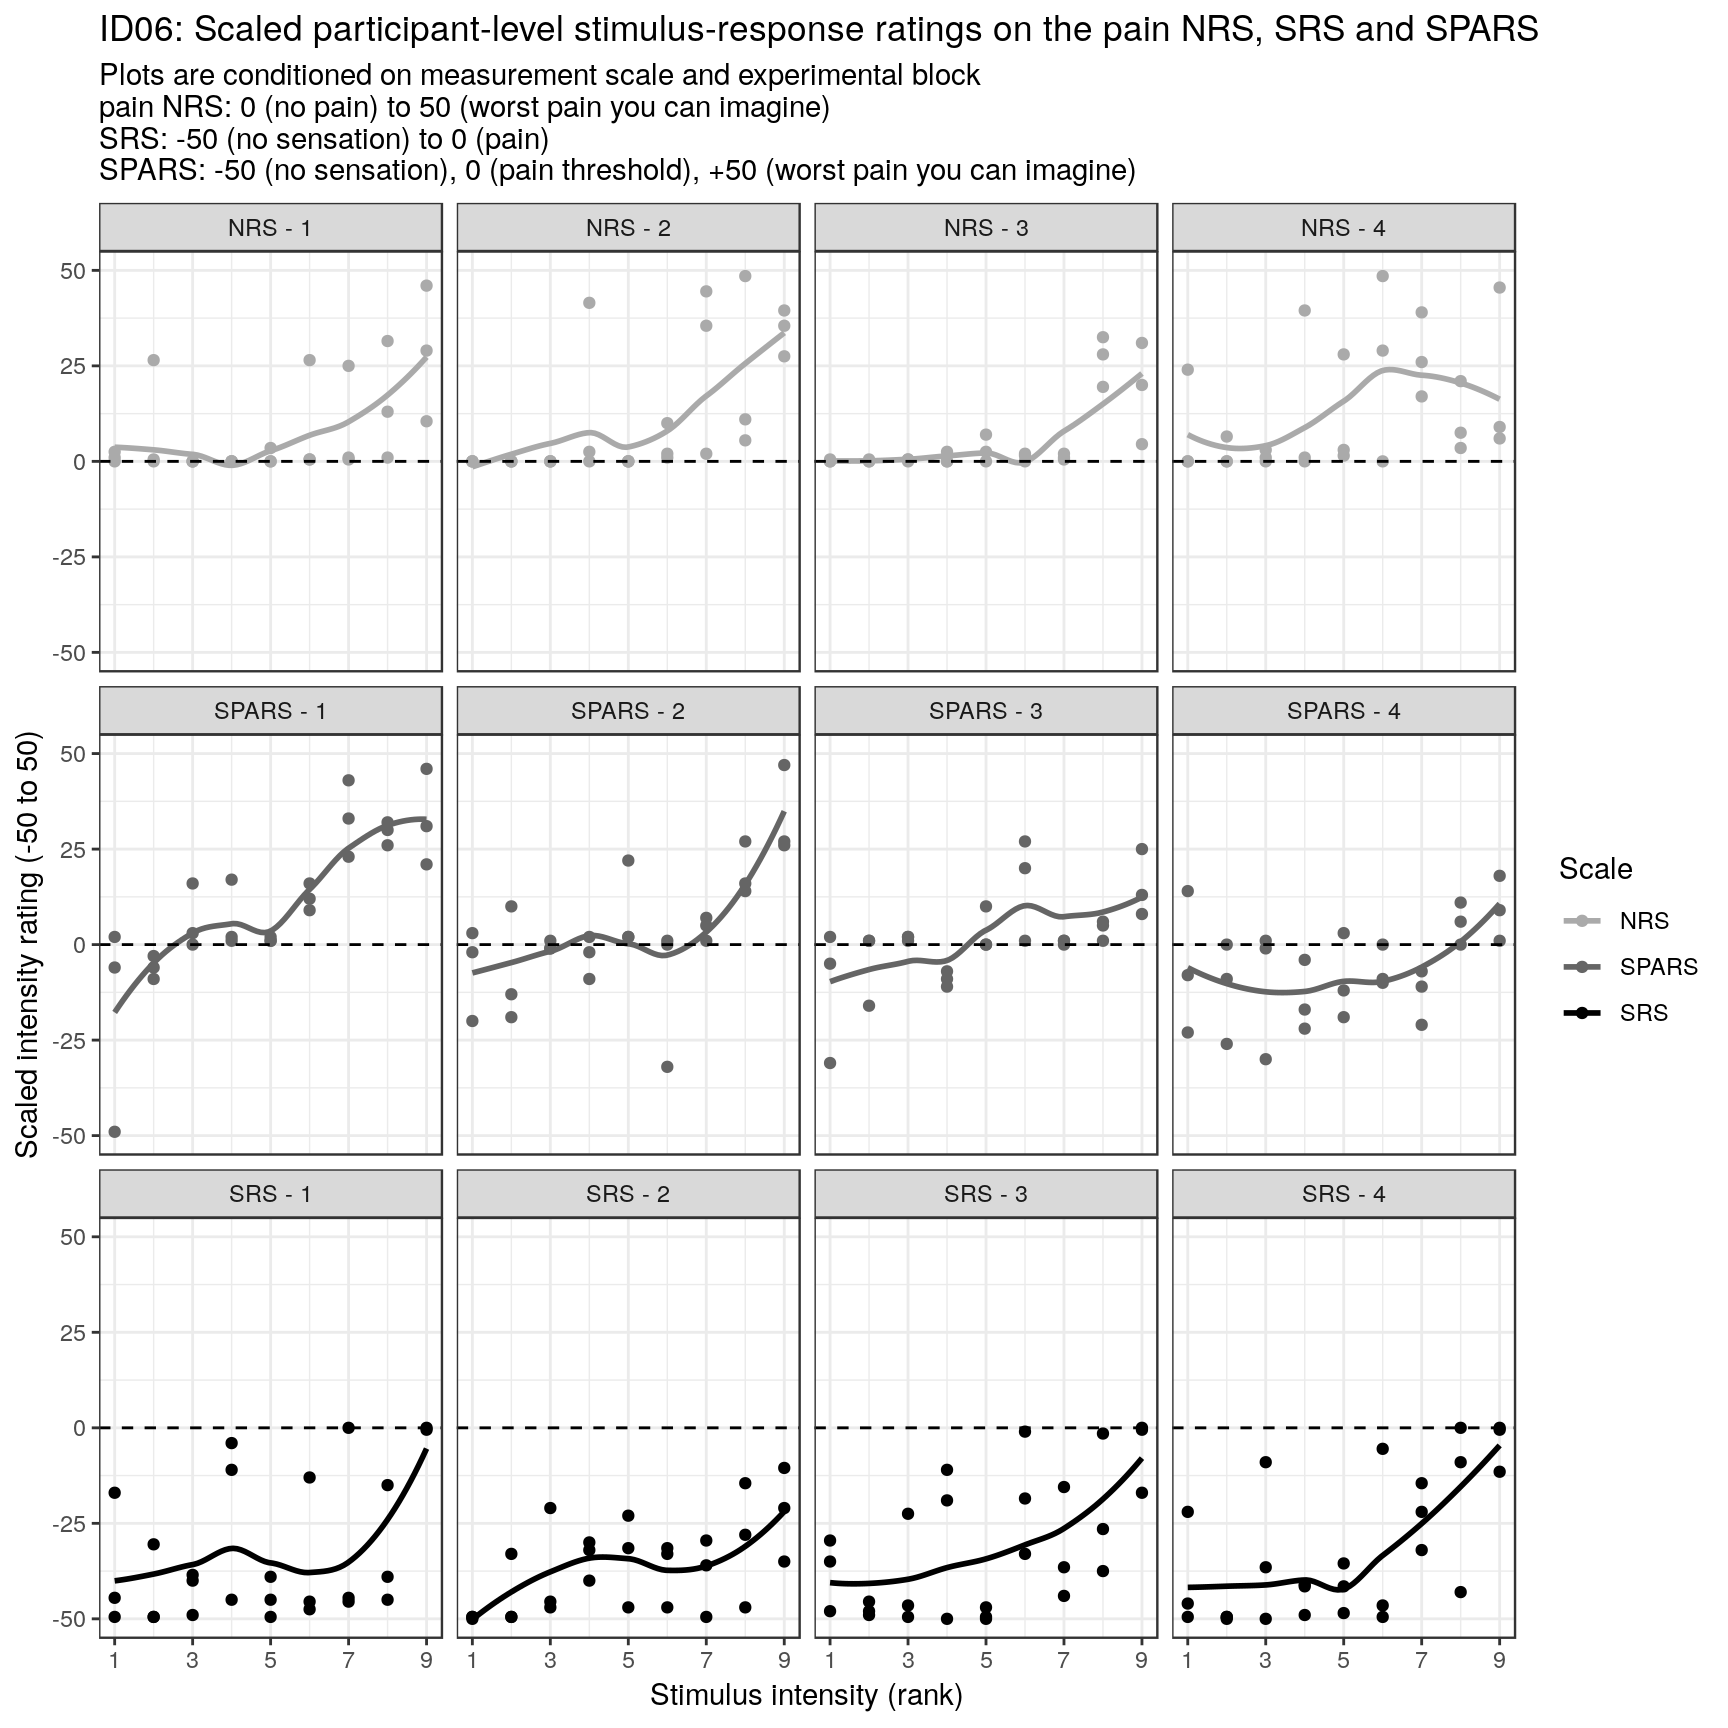 ID06: Scaled participant-level stimulus-response ratings on the pain NRS, SRS and SPARS
Plots are conditioned on measurement scale and experimental block
pain NRS: 0 (no pain) to 50 (worst pain you can imagine)
SRS: -50 (no sensation) to 0 (pain)
SPARS: -50 (no sensation), 0 (pain threshold), +50 (worst pain you can imagine)
NRS - 1
NRS - 2
NRS - 3
NRS - 4
50
25
0
-25
-50
SPARS - 1
SPARS - 2
SPARS - 3
SPARS - 4
50
25
0
-25
-50
SRS - 1
SRS - 2
SRS - 3
SRS - 4
50
25
0
-25
-50
1 3 5 7 9
1 3 5 7 9
1 3 5 7 9
1 3 5 7 9
Stimulus intensity (rank)
Scaled intensity rating (-50 to 50)
Scale
NRS
SPARS
SRS